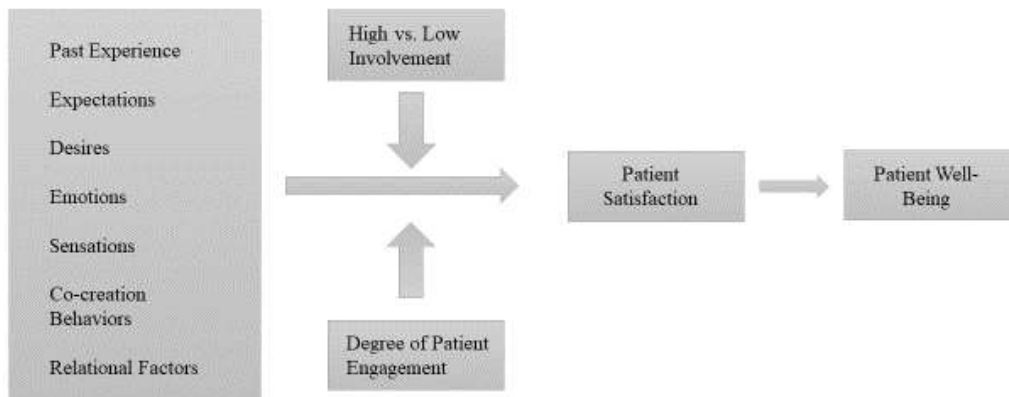 Past Experience
Expectations
Desires
Emotions
Sensations
Co-creation
Behaviors
Relational Factors
High vs. Low
Involvement
Degree of Patient
Engagement
Patient
Satisfaction
Patient Well-
Being